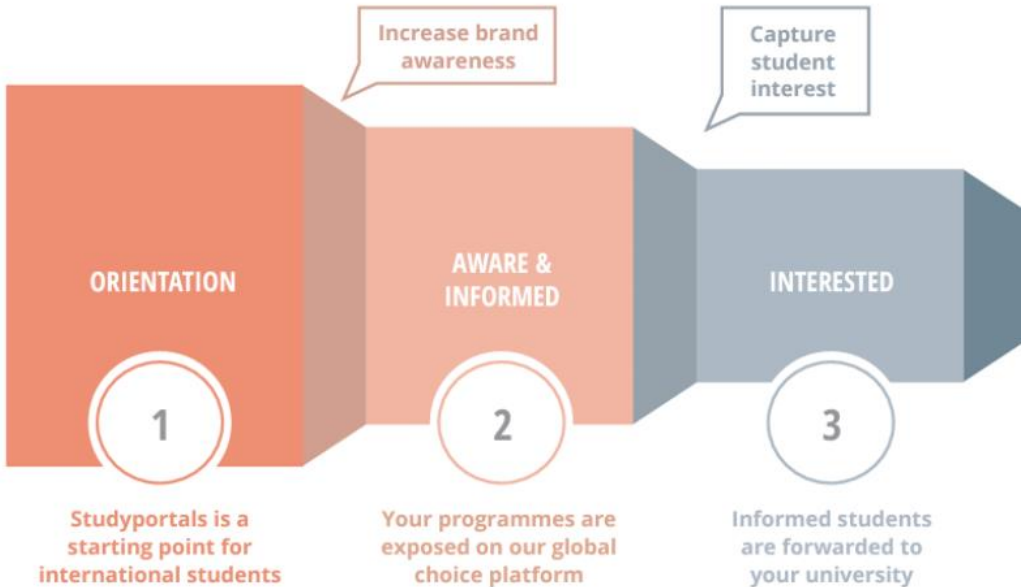 Increase brand
awareness
Capture
student
interest
ORIENTATION
AWARE &
INFORMED
INTERESTED
1
2
3
Studyportals is a
starting point for
international students
Your programmes are
exposed on our global
choice platform
Informed students
are forwarded to
your university